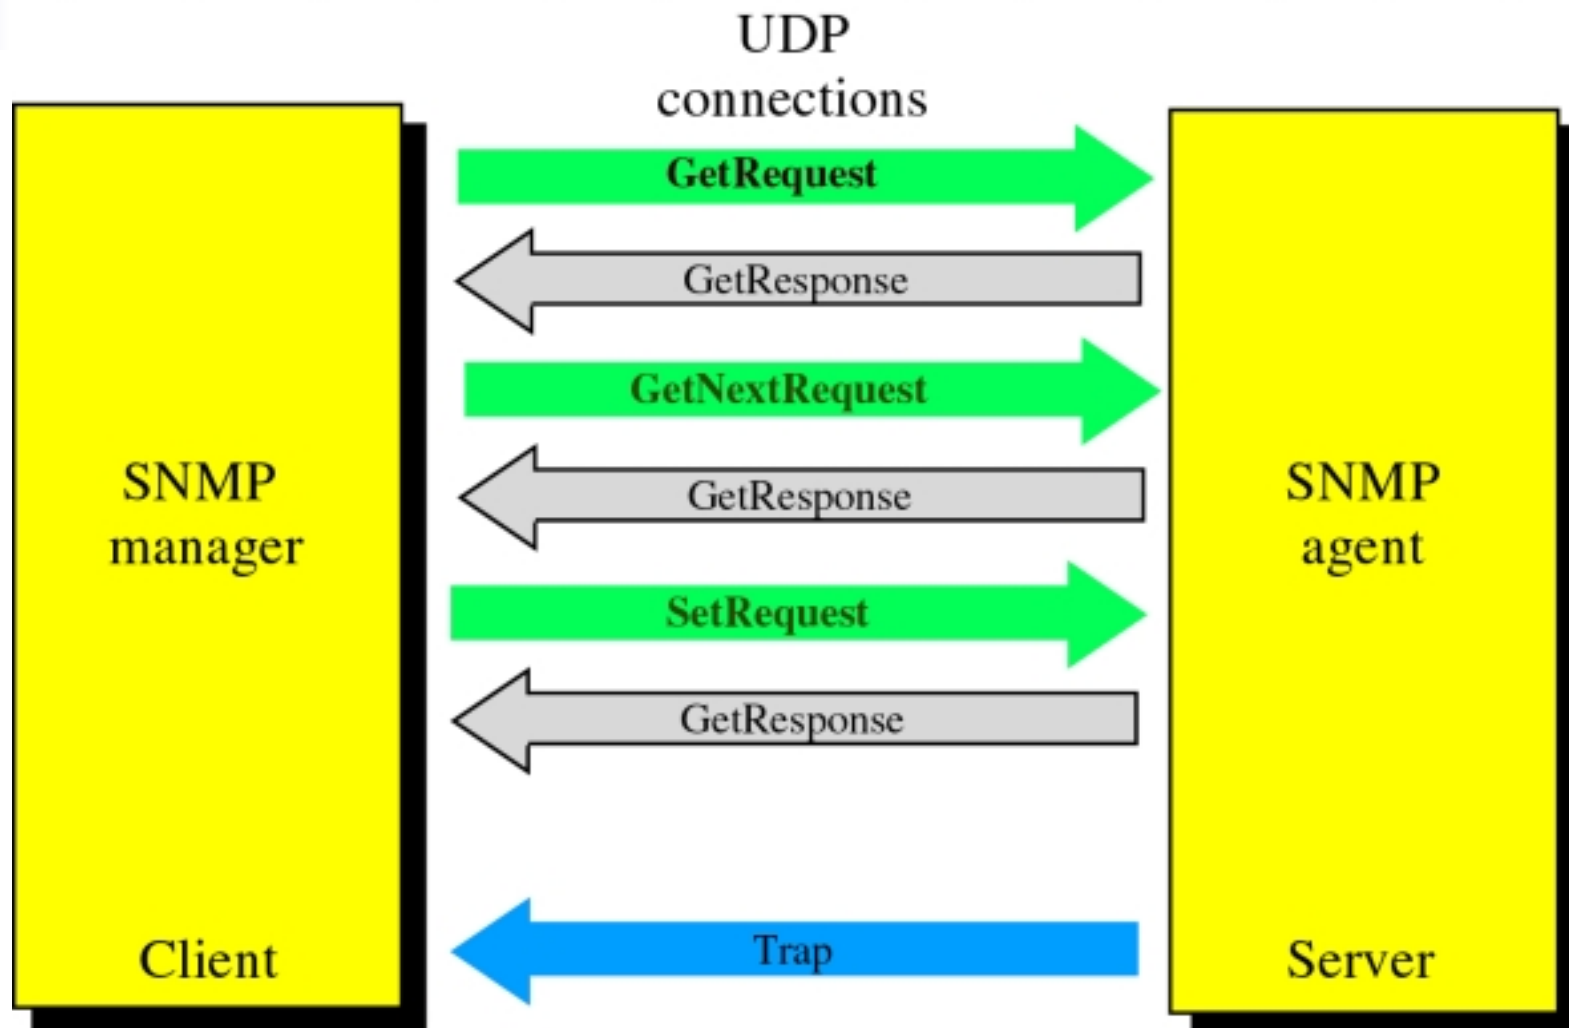 UDP
connections
GetRequest
GetResponse
GetNextRequest
GetResponse
SNMP
manager
SNMP
agent
SetRequest
GetResponse
Trap
Client
Server